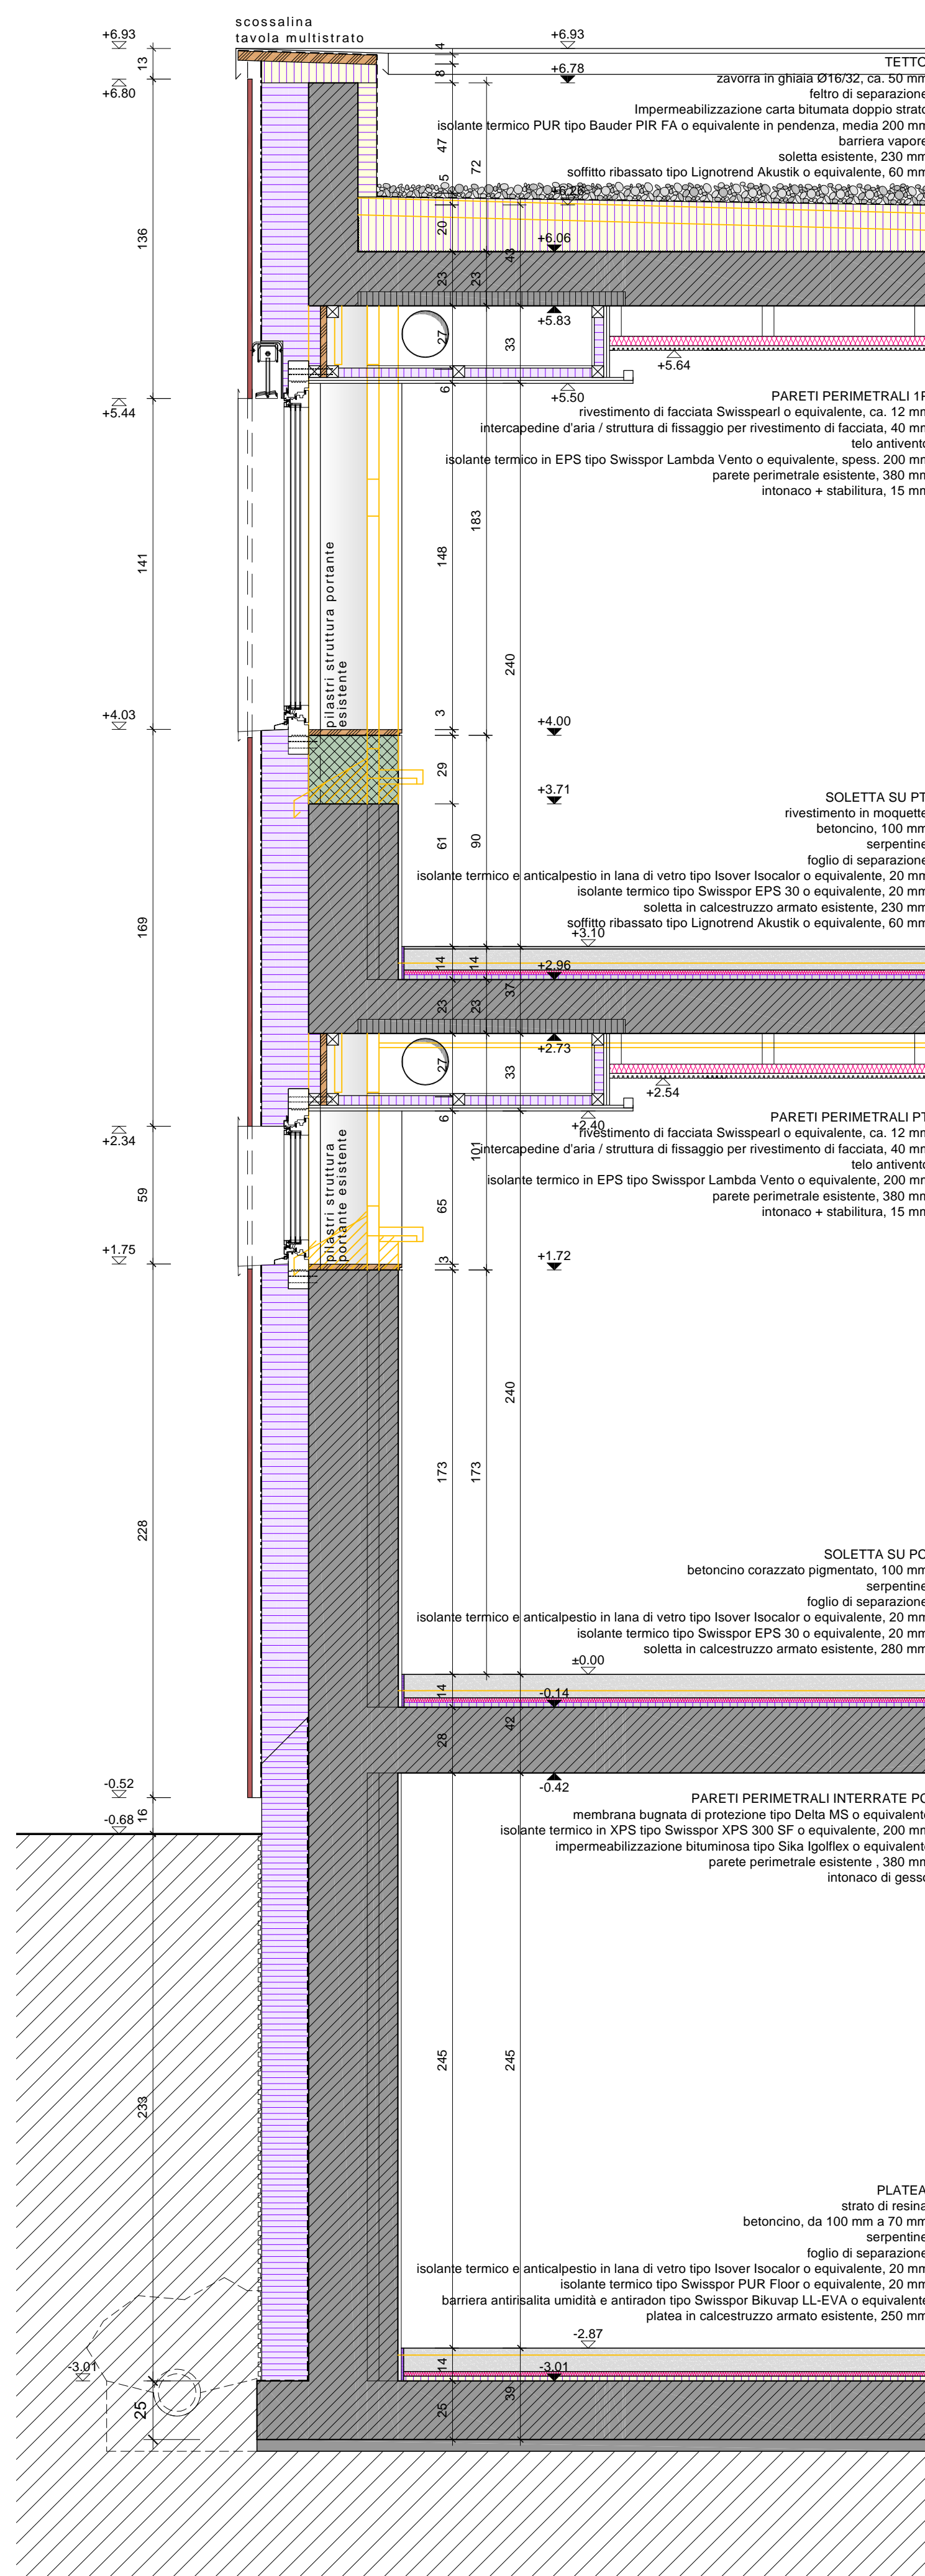 scossalina
tavola multistrato
+6.93
+6.93
13
4
8
TETTO
+6.78
zavorra in ghiaia Ø16/32, ca. 50 mm
+6.80
feltro di separazione
Impermeabilizzazione carta bitumata doppio strato
isolante termico PUR tipo Bauder PIR FA o equivalente in pendenza, media 200 mm
barriera vapore
47
72
soletta esistente, 230 mm
soffitto ribassato tipo Lignotrend Akustik o equivalente, 60 mm
5
136
20
+6.06
43
23
23
+5.83
27
33
+5.64
6
+5.50
PARETI PERIMETRALI 1P
+5.44
rivestimento di facciata Swisspearl o equivalente, ca. 12 mm
intercapedine d'aria / struttura di fissaggio per rivestimento di facciata, 40 mm
telo antivento
isolante termico in EPS tipo Swisspor Lambda Vento o equivalente, spess. 200 mm
parete perimetrale esistente, 380 mm
intonaco + stabilitura, 15 mm
183
141
148
pilastri struttura portante
esistente
240
3
+4.03
+4.00
29
+3.71
SOLETTA SU PT
rivestimento in moquette
betoncino, 100 mm
61
90
serpentine
foglio di separazione
isolante termico e anticalpestio in lana di vetro tipo Isover Isocalor o equivalente, 20 mm
isolante termico tipo Swisspor EPS 30 o equivalente, 20 mm
soletta in calcestruzzo armato esistente, 230 mm
soffitto ribassato tipo Lignotrend Akustik o equivalente, 60 mm
169
+3.10
14
14
+2.96
37
23
23
+2.73
27
33
+2.54
6
+2.40
PARETI PERIMETRALI PT
+2.34
rivestimento di facciata Swisspearl o equivalente, ca. 12 mm
101
intercapedine d'aria / struttura di fissaggio per rivestimento di facciata, 40 mm
telo antivento
isolante termico in EPS tipo Swisspor Lambda Vento o equivalente, 200 mm
59
65
parete perimetrale esistente, 380 mm
intonaco + stabilitura, 15 mm
pilastri struttura
portante esistente
+1.75
3
+1.72
240
173
173
228
SOLETTA SU PC
betoncino corazzato pigmentato, 100 mm
serpentine
foglio di separazione
isolante termico e anticalpestio in lana di vetro tipo Isover Isocalor o equivalente, 20 mm
isolante termico tipo Swisspor EPS 30 o equivalente, 20 mm
soletta in calcestruzzo armato esistente, 280 mm
±0.00
14
-0.14
42
28
-0.52
-0.42
16
-0.68
PARETI PERIMETRALI INTERRATE PC
membrana bugnata di protezione tipo Delta MS o equivalente
isolante termico in XPS tipo Swisspor XPS 300 SF o equivalente, 200 mm
impermeabilizzazione bituminosa tipo Sika Igolflex o equivalente
parete perimetrale esistente , 380 mm
intonaco di gesso
245
245
233
PLATEA
strato di resina
betoncino, da 100 mm a 70 mm
serpentine
foglio di separazione
isolante termico e anticalpestio in lana di vetro tipo Isover Isocalor o equivalente, 20 mm
isolante termico tipo Swisspor PUR Floor o equivalente, 20 mm
barriera antirisalita umidità e antiradon tipo Swisspor Bikuvap LL-EVA o equivalente
platea in calcestruzzo armato esistente, 250 mm
-2.87
-3.01
14
-3.01
39
25
25